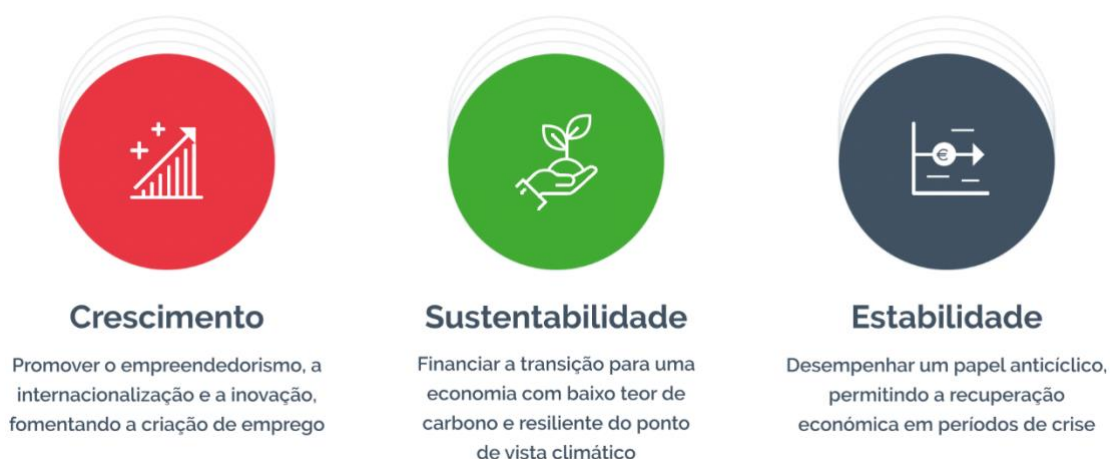 Crescimento
Promover o empreendedorismo, a
internacionalização e a inovação,
fomentando a criação de emprego
Sustentabilidade
Financiar a transição para uma
economia com baixo teor de
carbono e resiliente do ponto
de vista climático
€
Estabilidade
Desempenhar um papel anticíclico,
permitindo a recuperação
económica em períodos de crise